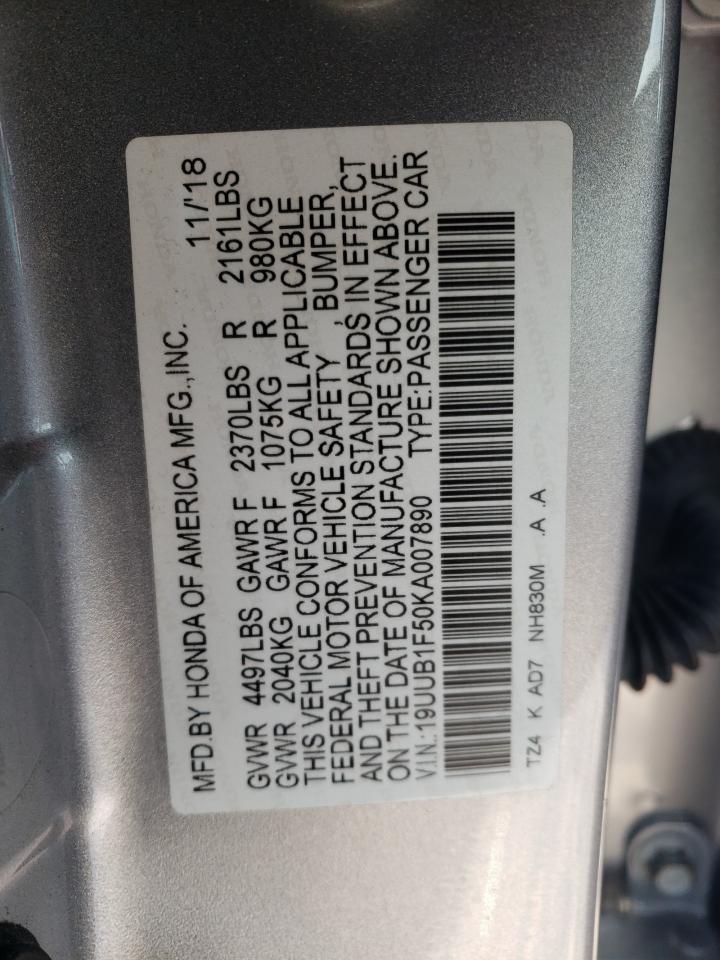 MFD.BY HONDA OF AMERICA MFG.,INC. 11/'18
GVWR 4497LBS GAWR F 2370LBS R 2161LBS
GVWR 2040KG GAWR F 1075KG R 980KG
THIS VEHICLE CONFORMS TO ALL APPLICABLE
FEDERAL MOTOR VEHICLE SAFETY , BUMPER,
AND THEFT PREVENTION STANDARDS IN EFFECT
ON THE DATE OF MANUFACTURE SHOWN ABOVE.
V.I.N.:19UUB1F50KA007890 TYPE:PASSENGER CAR
TZ4 K AD7 NH830M .A .A